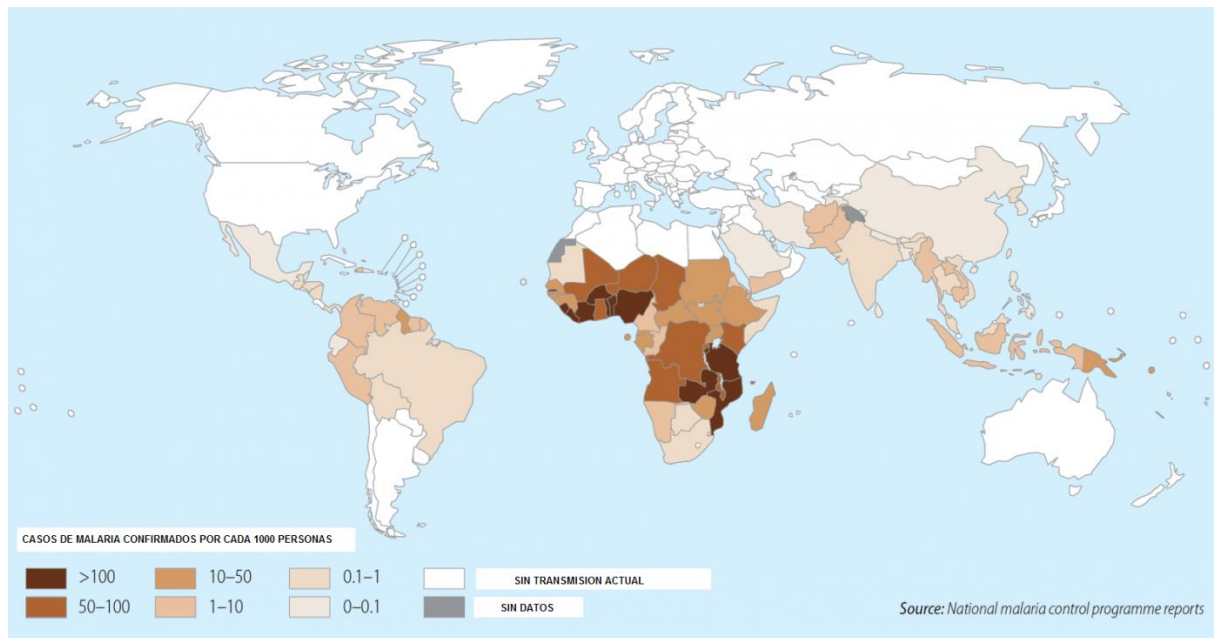 CASOS DE MALARIA CONFIRMADOS POR CADA 1000 PERSONAS
>100
10–50
0.1–1
SIN TRANSMISION ACTUAL
50–100
1–10
0–0.1
SIN DATOS
Source: National malaria control programme reports